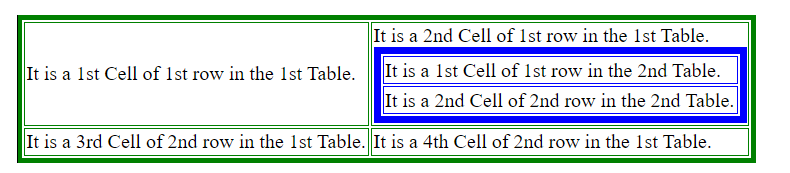 It is a 1st Cell of 1st row in the 1st Table.
It is a 2nd Cell of 1st row in the 1st Table.
It is a 1st Cell of 1st row in the 2nd Table.
It is a 2nd Cell of 2nd row in the 2nd Table.
It is a 3rd Cell of 2nd row in the 1st Table.
It is a 4th Cell of 2nd row in the 1st Table.